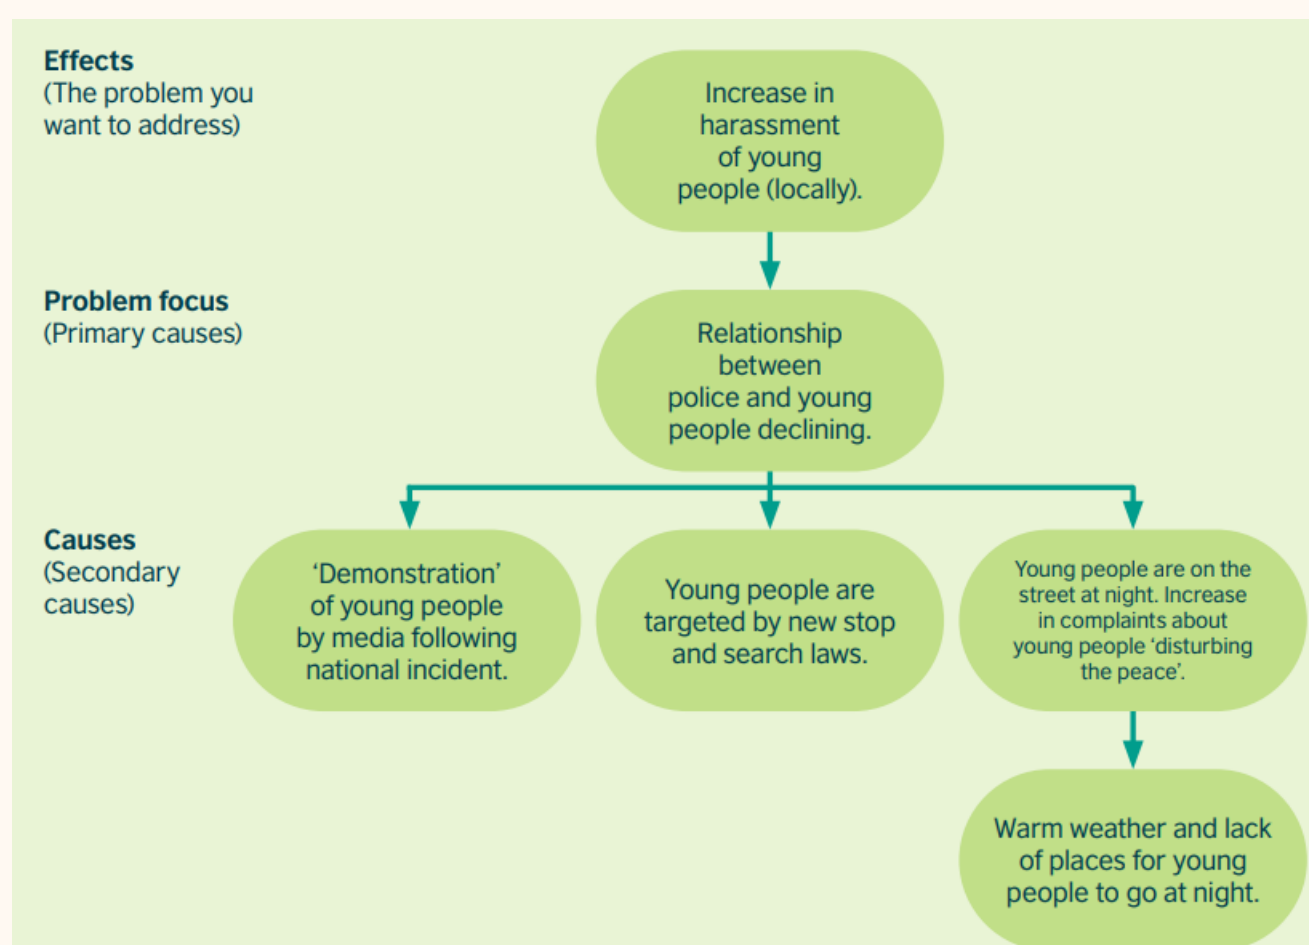 Effects
(The problem you
want to address)
Increase in
harassment
of young
people (locally).
Problem focus
(Primary causes)
Relationship
between
police and young
people declining.
Causes
(Secondary
causes)
‘Demonstration’
of young people
by media following
national incident.
Young people are
targeted by new stop
and search laws.
Young people are on the
street at night. Increase
in complaints about
young people ‘disturbing
the peace’.
Warm weather and lack
of places for young
people to go at night.